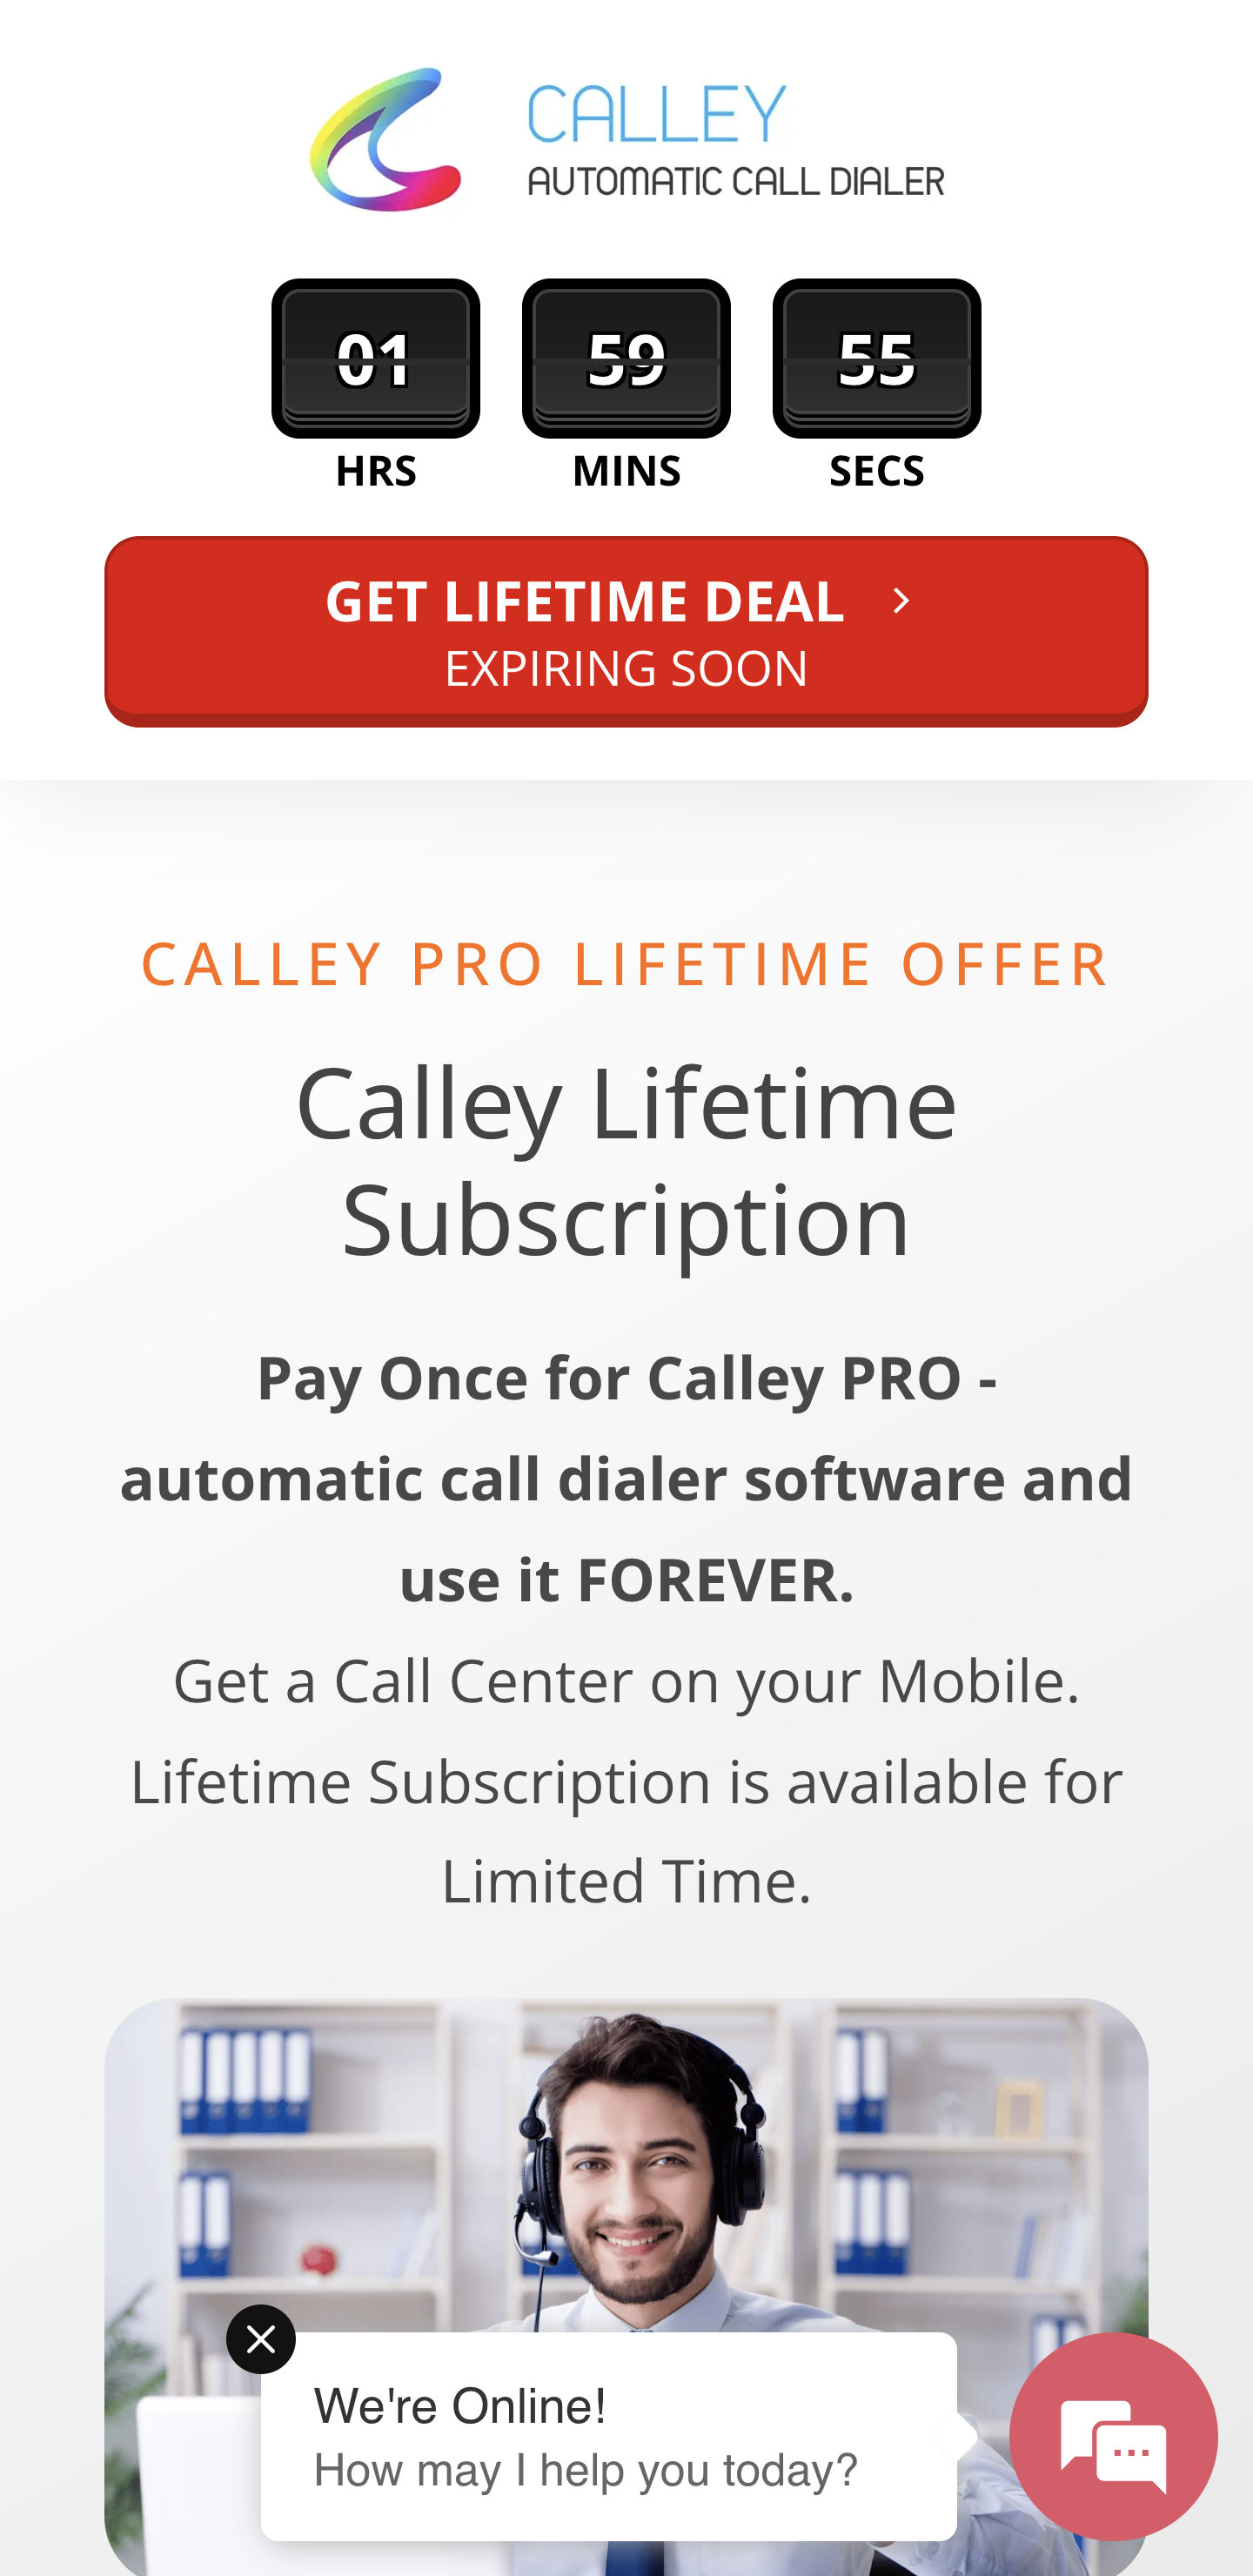 CALLEY
AUTOMATIC CALL DIALER
01 59 55
HRS MINS SECS
GET LIFETIME DEAL
EXPIRING SOON
CALLEY PRO LIFETIME OFFER
Calley Lifetime
Subscription
Pay Once for Calley PRO -
automatic call dialer software and
use it FOREVER.
Get a Call Center on your Mobile.
Lifetime Subscription is available for
Limited Time.
We're Online!
How may I help you today?